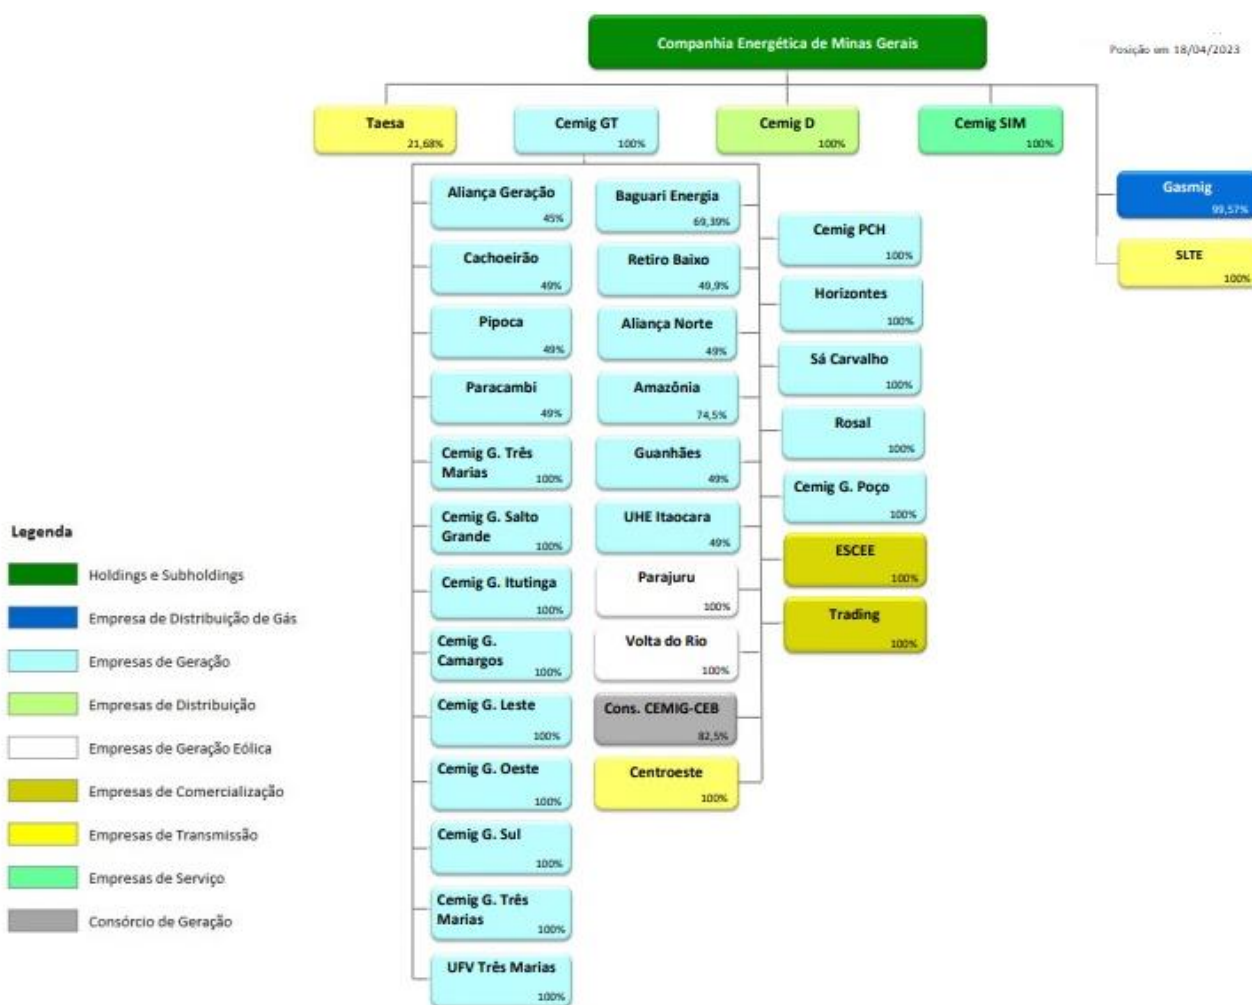 Companhia Energética de Minas Gerais
Posição em 18/04/2023
Taesa
21,68%
Cemig GT
100%
Cemig D
100%
Cemig SIM
100%
Gasmig
99,57%
SLTE
100%
Aliança Geração
45%
Cachoeirão
49%
Pipoca
49%
Paracambi
49%
Cemig G. Três
Marias
100%
Cemig G. Salto
Grande
100%
Cemig G. Itutinga
100%
Cemig G.
Camargos
100%
Cemig G. Leste
100%
Cemig G. Oeste
100%
Cemig G. Sul
100%
Cemig G. Três
Marias
100%
UFV Três Marias
100%
Baguari Energia
69,39%
Retiro Baixo
49,9%
Aliança Norte
49%
Amazônia
74,5%
Guanhães
49%
UHE Itaocara
49%
Parajuru
100%
Volta do Rio
100%
Cons. CEMIG-CEB
82,5%
Centroeste
100%
Cemig PCH
100%
Horizontes
100%
Sá Carvalho
100%
Rosal
100%
Cemig G. Poço
100%
ESCEE
100%
Trading
100%
Legenda
Holdings e Subholdings
Empresa de Distribuição de Gás
Empresas de Geração
Empresas de Distribuição
Empresas de Geração Eólica
Empresas de Comercialização
Empresas de Transmissão
Empresas de Serviço
Consórcio de Geração